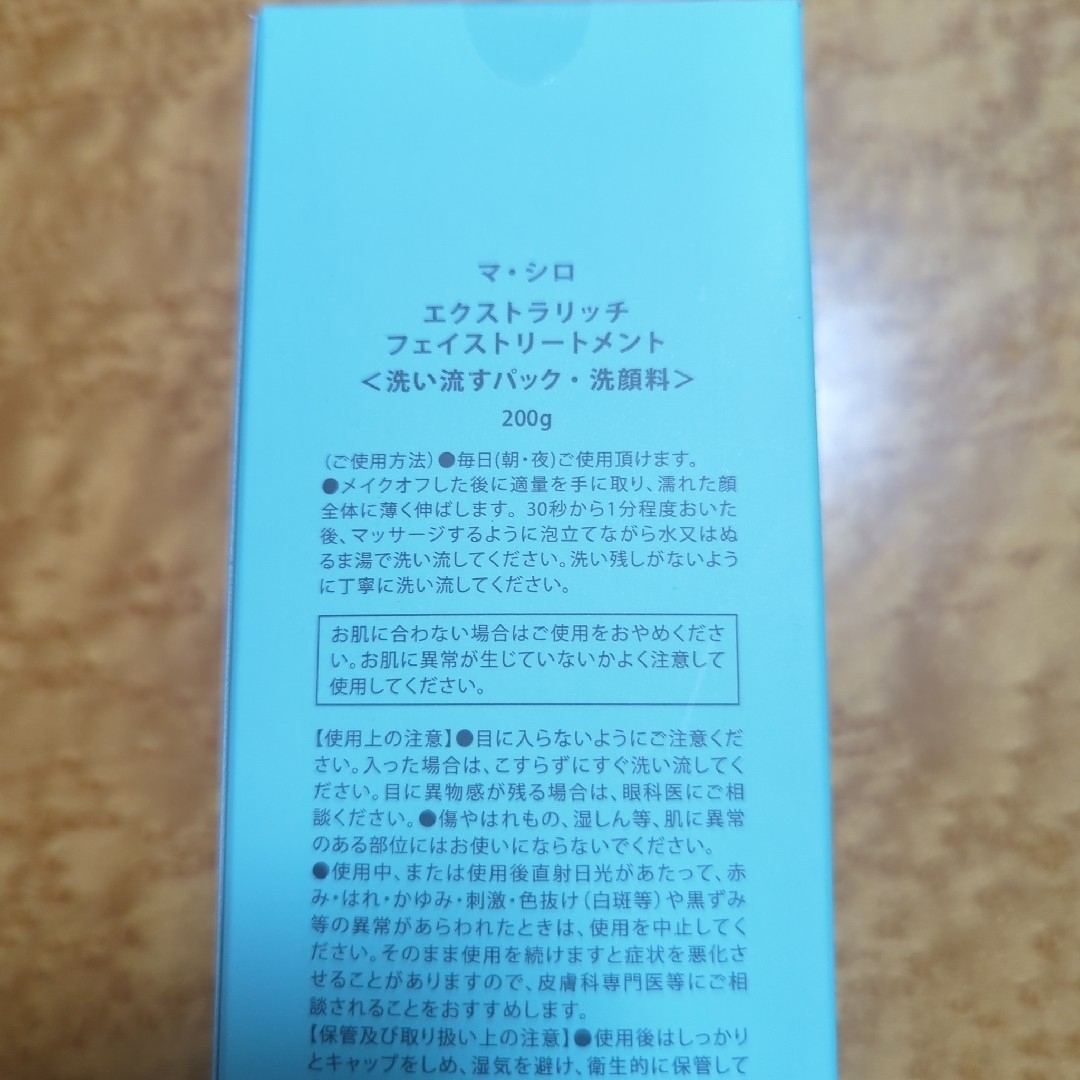 マ・シロ
エクストラリッチ
フェイストリートメント
＜洗い流すパック・洗顔料＞
200g
（ご使用方法）●毎日(朝・夜)ご使用頂けます。
●メイクオフした後に適量を手に取り、濡れた顔
全体に薄く伸ばします。30秒から1分程度おいた
後、マッサージするように泡立てながら水又はぬ
るま湯で洗い流してください。洗い残しがないよう
に丁寧に洗い流してください。
お肌に合わない場合はご使用をおやめくださ
い。お肌に異常が生じていないかよく注意して
使用してください。
【使用上の注意】●目に入らないようにご注意くだ
さい。入った場合は、こすらずにすぐ洗い流してく
ださい。目に異物感が残る場合は、眼科医にご相
談ください。●傷やはれもの、湿しん等、肌に異常
のある部位にはお使いにならないでください。
●使用中、または使用後直射日光があたって、赤
み・はれ・かゆみ・刺激・色抜け（白斑等）や黒ずみ
等の異常があらわれたときは、使用を中止してく
ださい。そのまま使用を続けますと症状を悪化さ
せることがありますので、皮膚科専門医等にご相
談されることをおすすめします。
【保管及び取り扱い上の注意】●使用後はしっかり
とキャップをしめ、湿気を避け、衛生的に保管して